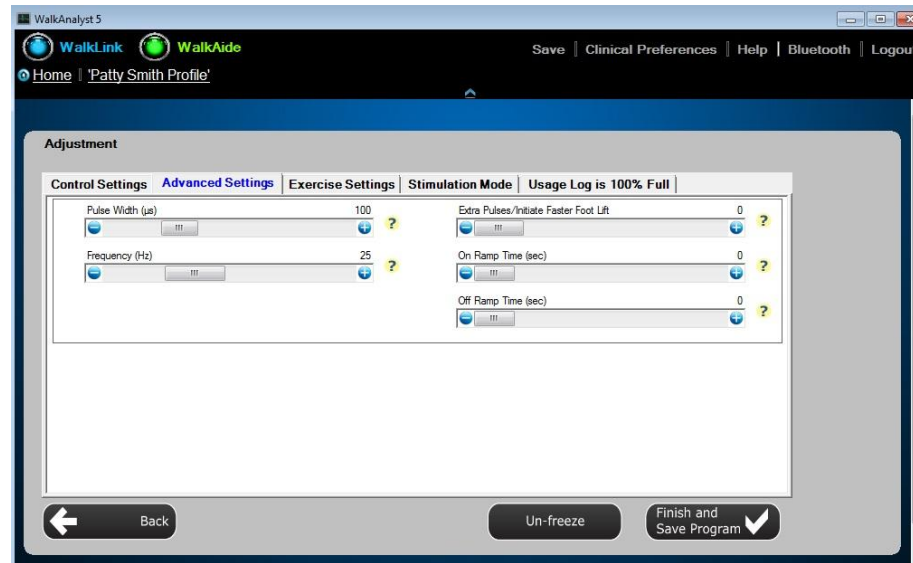 WalkAnalyst 5
WalkLink WalkAide Save Clinical Preferences Help Bluetooth Logou
Home 'Patty Smith Profile'
Adjustment
Control Settings Advanced Settings Exercise Settings Stimulation Mode Usage Log is 100% Full
Pulse Width (µs) 100 ?
Extra Pulses/Initiate Faster Foot Lift 0 ?
Frequency (Hz) 25 ?
On Ramp Time (sec) 0 ?
Off Ramp Time (sec) 0 ?
Back
Un-freeze
Finish and
Save Program